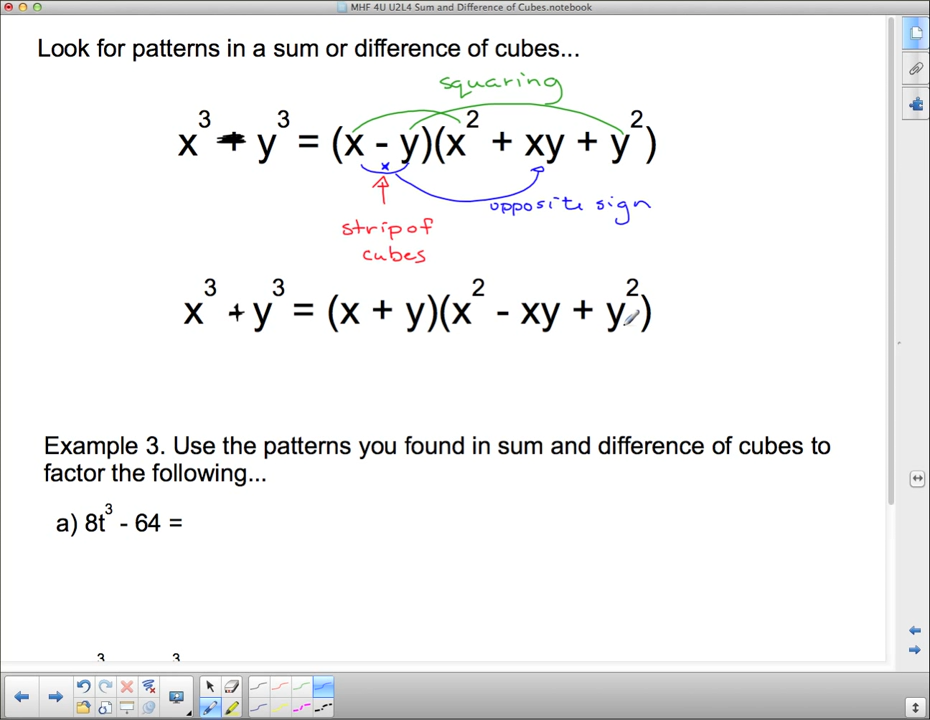 MHF 4U U2L4 Sum and Difference of Cubes.notebook
Look for patterns in a sum or difference of cubes...
squaring
x³ - y³ = (x - y)(x² + xy + y²)
x
opposite sign
strip of
cubes
x³ + y³ = (x + y)(x² - xy + y²)
Example 3. Use the patterns you found in sum and difference of cubes to
factor the following...
a) 8t³ - 64 =
3 3